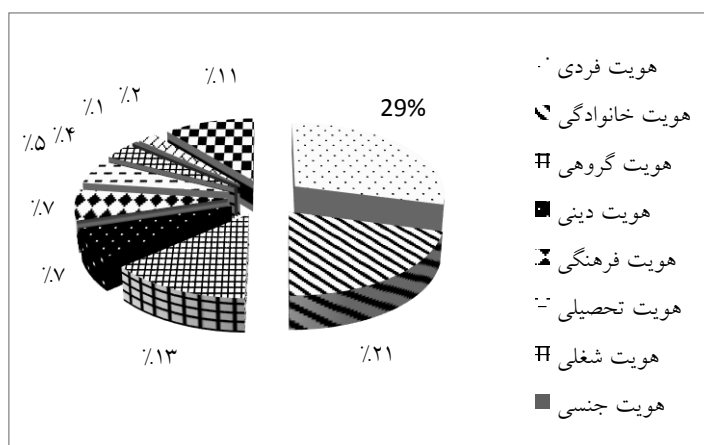 ٪۱۱
٪۲
٪۱
٪۴
٪۵
٪۷
٪۷
٪۱۳
٪۲۱
29%
هویت فردی
هویت خانوادگی
هویت گروهی
هویت دینی
هویت فرهنگی
هویت تحصیلی
هویت شغلی
هویت جنسی